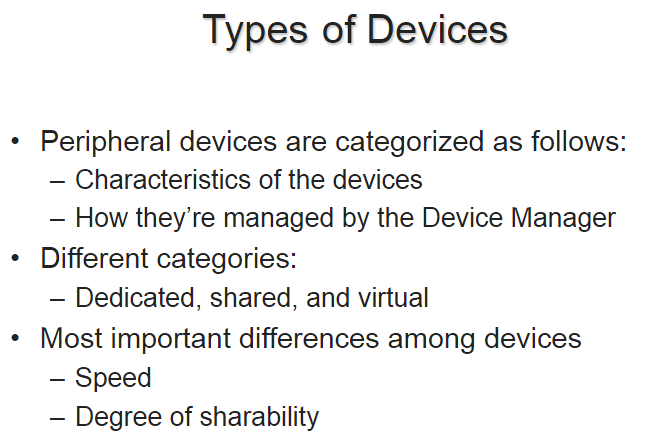 Types of Devices
• Peripheral devices are categorized as follows:
– Characteristics of the devices
– How they’re managed by the Device Manager
• Different categories:
– Dedicated, shared, and virtual
• Most important differences among devices
– Speed
– Degree of sharability